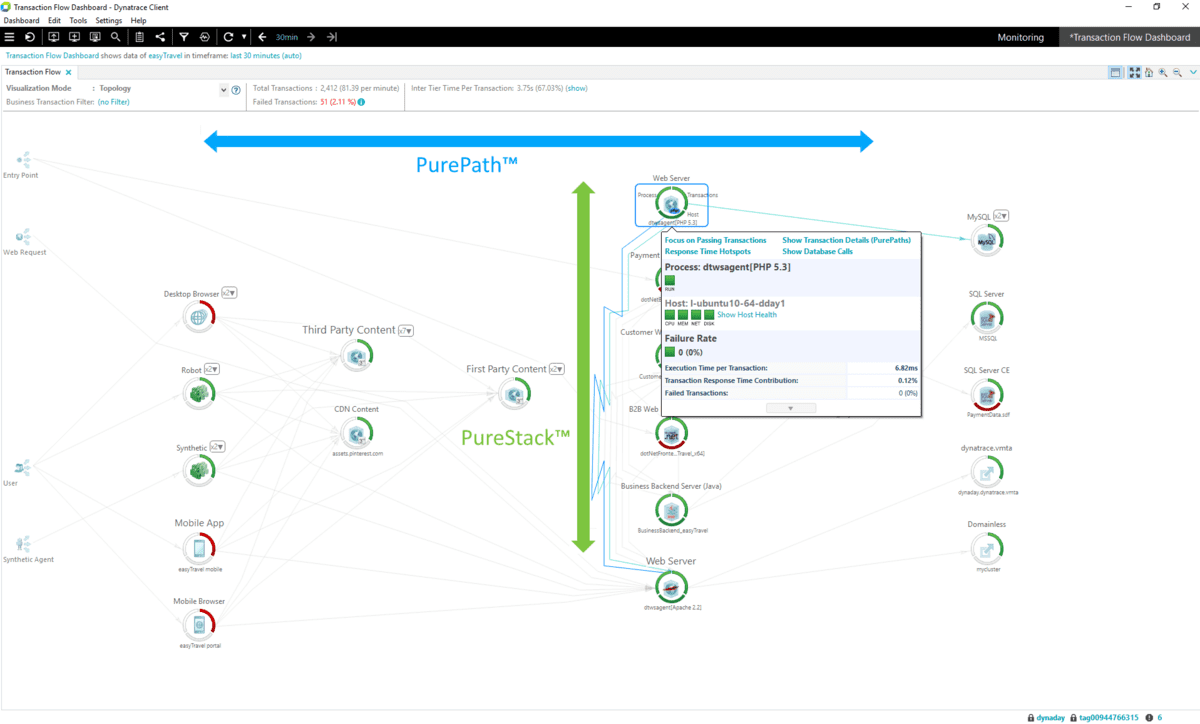 Transaction Flow Dashboard - Dynatrace Client
Dashboard Edit Tools Settings Help
30min
Monitoring
*Transaction Flow Dashboard
Transaction Flow Dashboard shows data of easyTravel in timeframe: last 30 minutes (auto)
Transaction Flow
Visualization Mode : Topology
Business Transaction Filter: (no Filter)
Total Transactions : 2,412 (81.39 per minute)
Failed Transactions: 51 (2.11 %)
Inter Tier Time Per Transaction: 3.75s (67.03%) (show)
PurePath™
Entry Point
Web Request
User
Synthetic Agent
Desktop Browser x2
Robot x2
Synthetic x2
Mobile App
easyTravel mobile
Mobile Browser
easyTravel portal
Third Party Content x7
CDN Content
assets.pinterest.com
First Party Content x2
PureStack™
Web Server
Process
Transactions
Host
dtwsagent[PHP 5.3]
Payment
dotNetB
Customer W
Custome
B2B Web
dotNetFronte..Travel_x64]
Business Backend Server (Java)
BusinessBackend_easyTravel
Web Server
dtwsagent[Apache 2.2]
Focus on Passing Transactions
Show Transaction Details (PurePaths)
Response Time Hotspots
Show Database Calls
Process: dtwsagent[PHP 5.3]
RUN
Host: l-ubuntu10-64-dday1
CPU MEM NET DISK
Show Host Health
Failure Rate
0 (0%)
Execution Time per Transaction: 6.82ms
Transaction Response Time Contribution: 0.12%
Failed Transactions: 0 (0%)
MySQL x2
MySQL
SQL Server
MSSQL
SQL Server CE
PaymentData.sdf
dynatrace.vmta
dynaday.dynatrace.vmta
Domainless
mycluster
dynaday
tag00944766315
6